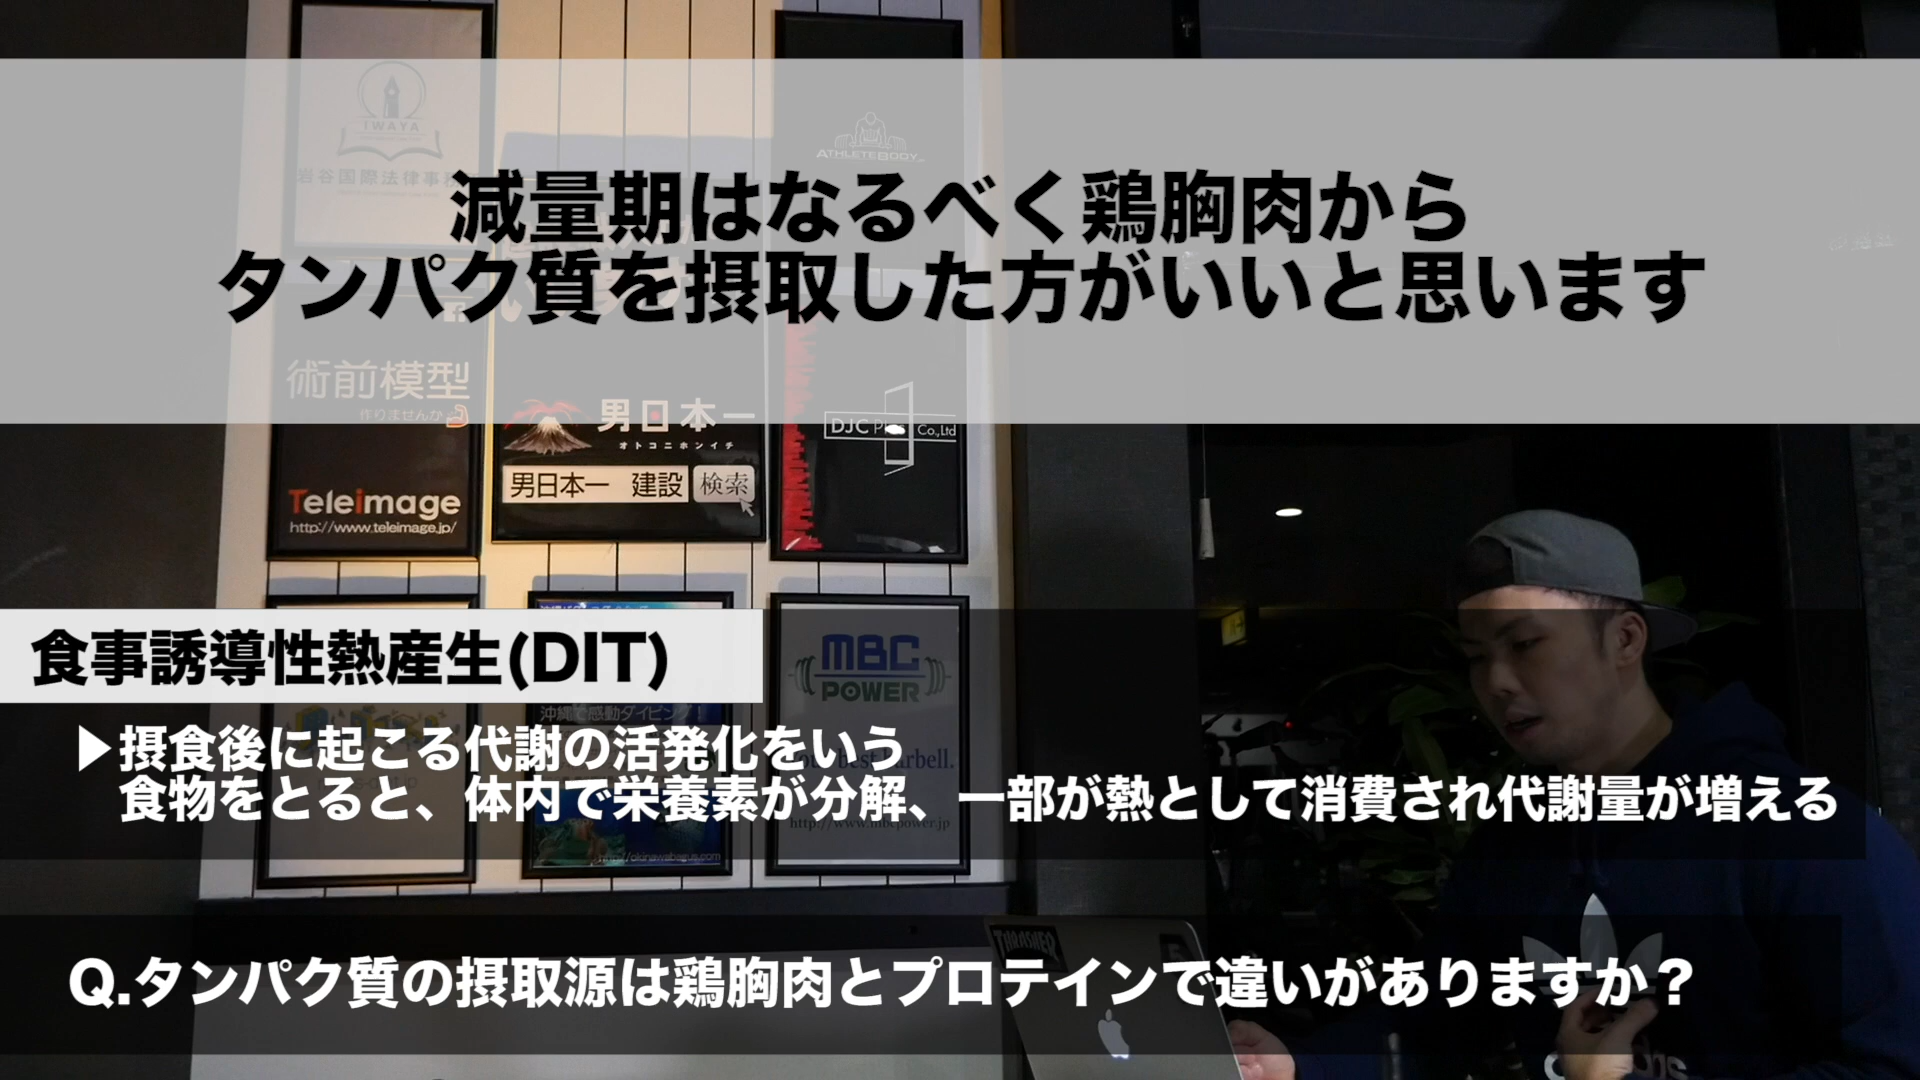 IWAYA
岩谷国際法律事務
ATHLETEBODY
減量期はなるべく鶏胸肉から
タンパク質を摂取した方がいいと思います
術前模型
作りませんか
Teleimage
http://www.teleimage.jp/
男日本一
オトコニホンイチ
男日本一 建設 検索
DJC
Co.,Ltd
食事誘導性熱産生(DIT)
MBC
POWER
沖縄で感動ダイビング!
▶摂食後に起こる代謝の活発化をいう
食物をとると、体内で栄養素が分解、一部が熱として消費され代謝量が増える
http://www.mbcpower.jp
http://okinawabagus.com
THRASHER
Q.タンパク質の摂取源は鶏胸肉とプロテインで違いがありますか？